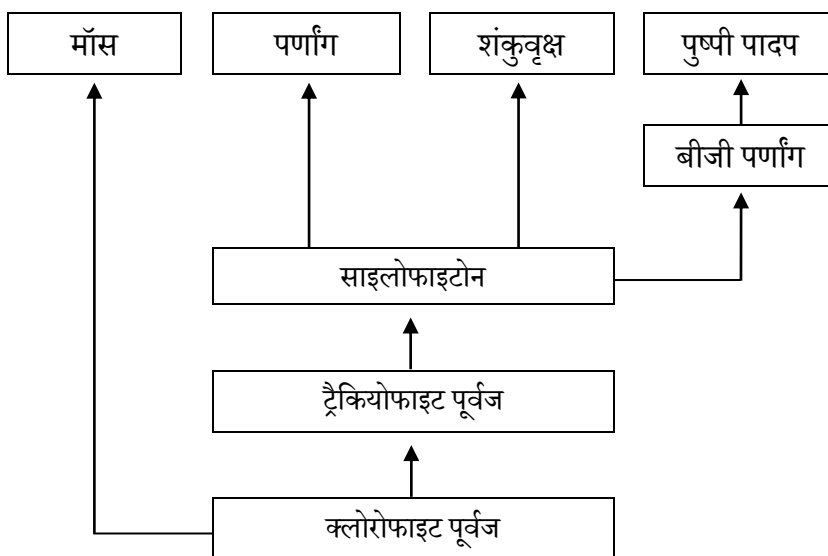 मॉस
पर्णांग
शंकुवृक्ष
पुष्पी पादप
बीजी पर्णांग
साइलोफाइटोन
ट्रैकियोफाइट पूर्वज
क्लोरोफाइट पूर्वज